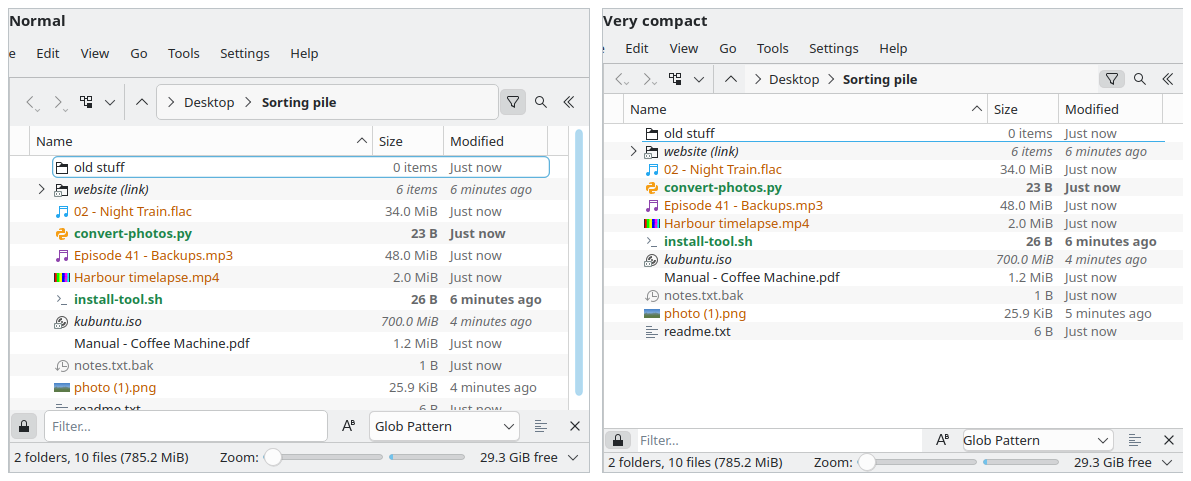 Normal
e Edit View Go Tools Settings Help
Desktop Sorting pile
Name Size Modified
old stuff 0 items Just now
website (link) 6 items 6 minutes ago
02 - Night Train.flac 34.0 MiB Just now
convert-photos.py 23 B Just now
Episode 41 - Backups.mp3 48.0 MiB Just now
Harbour timelapse.mp4 2.0 MiB Just now
install-tool.sh 26 B 6 minutes ago
kubuntu.iso 700.0 MiB 4 minutes ago
Manual - Coffee Machine.pdf 1.2 MiB Just now
notes.txt.bak 1 B Just now
photo (1).png 25.9 KiB 4 minutes ago
readme.txt 6 B Just now
Filter... AB Glob Pattern
2 folders, 10 files (785.2 MiB) Zoom: 29.3 GiB free
Very compact
Edit View Go Tools Settings Help
Desktop Sorting pile
Name Size Modified
old stuff 0 items Just now
website (link) 6 items 6 minutes ago
02 - Night Train.flac 34.0 MiB Just now
convert-photos.py 23 B Just now
Episode 41 - Backups.mp3 48.0 MiB Just now
Harbour timelapse.mp4 2.0 MiB Just now
install-tool.sh 26 B 6 minutes ago
kubuntu.iso 700.0 MiB 4 minutes ago
Manual - Coffee Machine.pdf 1.2 MiB Just now
notes.txt.bak 1 B Just now
photo (1).png 25.9 KiB 5 minutes ago
readme.txt 6 B Just now
Filter... AB Glob Pattern
2 folders, 10 files (785.2 MiB) Zoom: 29.3 GiB free